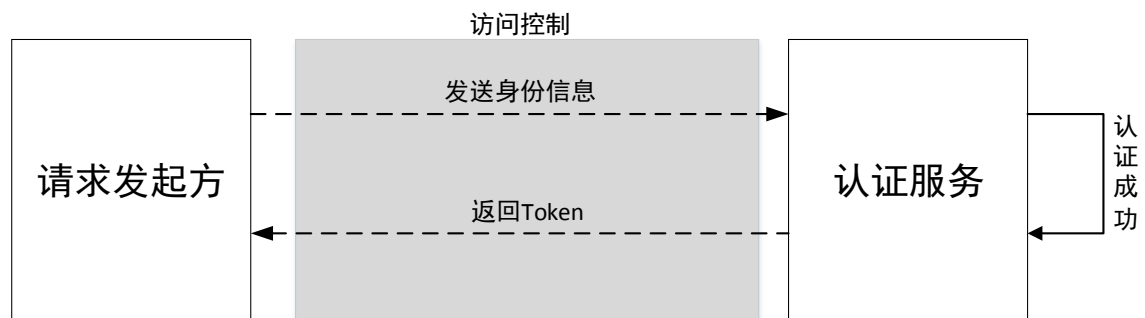 访问控制
发送身份信息
请求发起方
认证服务
认证成功
返回Token